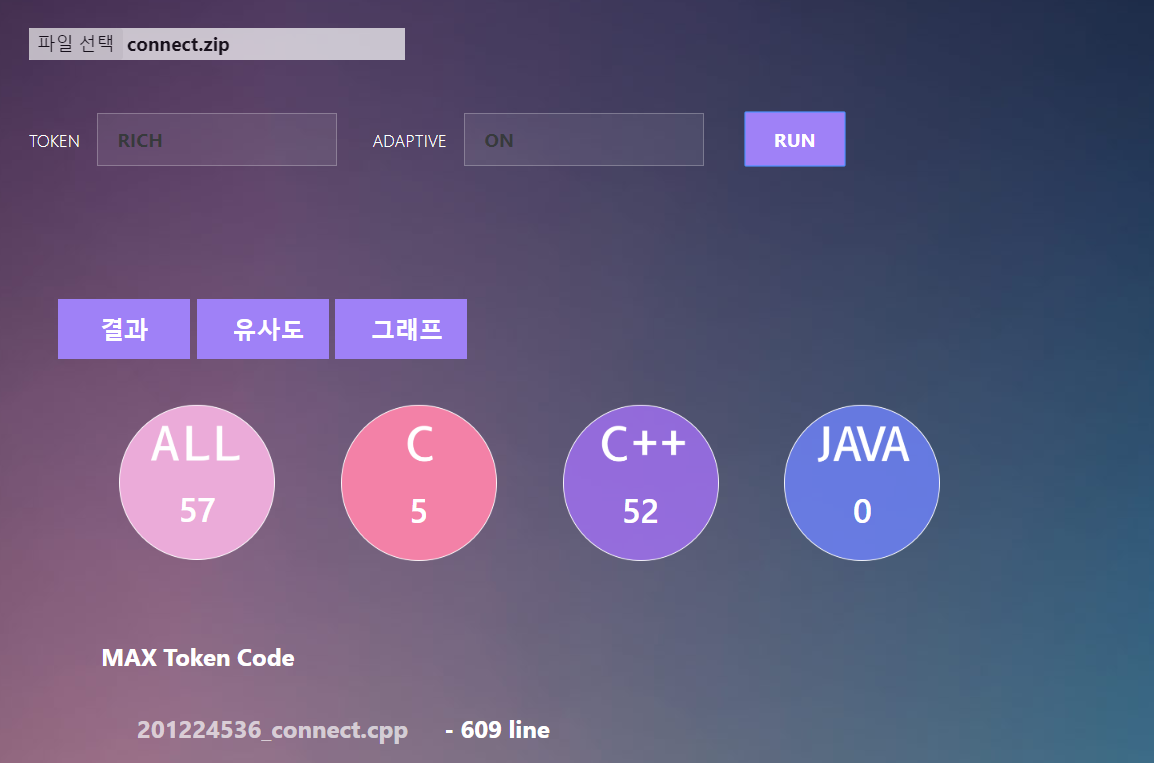 파일 선택 connect.zip
TOKEN RICH ADAPTIVE ON RUN
결과 유사도 그래프
ALL C C++ JAVA
57 5 52 0
MAX Token Code
201224536_connect.cpp - 609 line